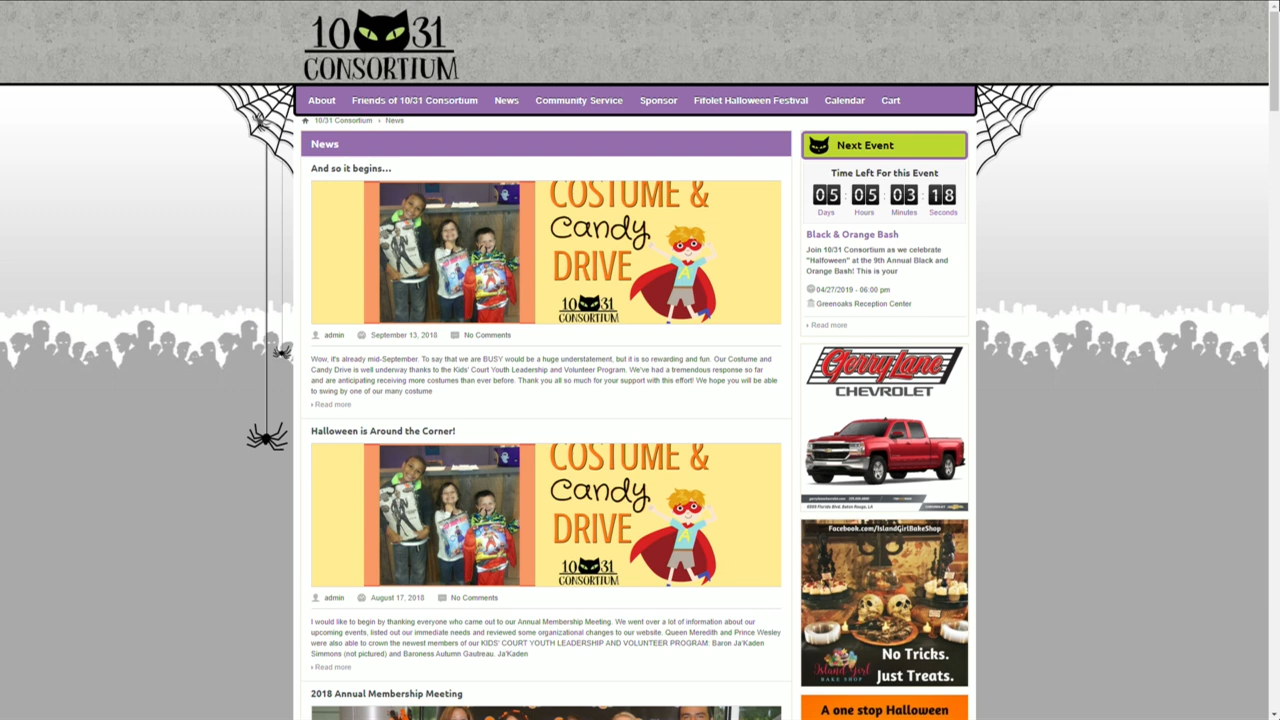 10 31
CONSORTIUM
About Friends of 10/31 Consortium News Community Service Sponsor Fifolet Halloween Festival Calendar Cart
10/31 Consortium › News
News
And so it begins...
COSTUME &
Candy
DRIVE
10 31
CONSORTIUM
admin September 13, 2018 No Comments
Wow, it's already mid-September. To say that we are BUSY would be a huge understatement, but it is so rewarding and fun. Our Costume and
Candy Drive is well underway thanks to the Kids' Court Youth Leadership and Volunteer Program. We've had a tremendous response so far
and are anticipating receiving more costumes than ever before. Thank you all so much for your support with this effort! We hope you will be able
to swing by one of our many costume
Read more
Halloween is Around the Corner!
COSTUME &
Candy
DRIVE
10 31
CONSORTIUM
admin August 17, 2018 No Comments
I would like to begin by thanking everyone who came out to our Annual Membership Meeting. We went over a lot of information about our
upcoming events, listed out our immediate needs and reviewed some organizational changes to our website. Queen Meredith and Prince Wesley
were also able to crown the newest members of our KIDS' COURT YOUTH LEADERSHIP AND VOLUNTEER PROGRAM: Baron Ja'Kaden
Simmons (not pictured) and Baroness Autumn Gautreau. Ja'Kaden
Read more
2018 Annual Membership Meeting
Next Event
Time Left For this Event
05 : 05 : 03 : 18
Days Hours Minutes Seconds
Black & Orange Bash
Join 10/31 Consortium as we celebrate
"Halfoween" at the 9th Annual Black and
Orange Bash! This is your
04/27/2019 - 06:00 pm
Greenoaks Reception Center
Read more
Gerry Lane
CHEVROLET
6505 Florida Blvd. Baton Rouge, LA
Facebook.com/IslandGirlBakeShop
Island Girl
BAKE SHOP
No Tricks.
Just Treats.
A one stop Halloween